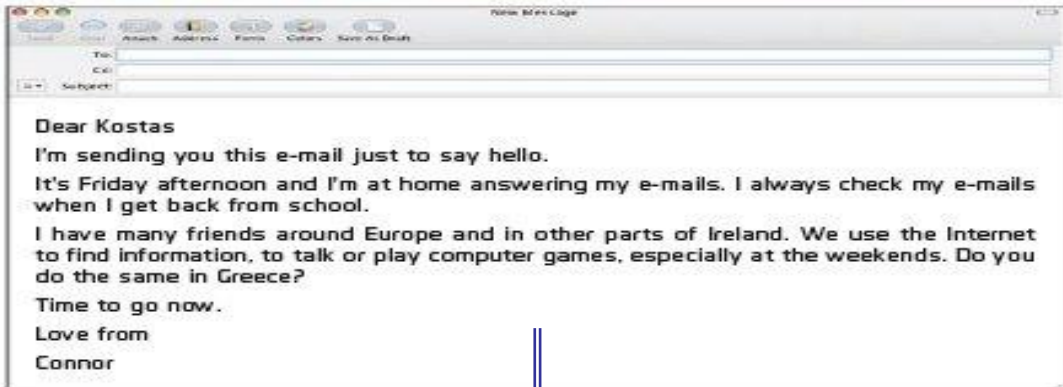 New Message
Attach Address Fonts Colors Save As Draft
To:
Cc:
Subject:
Dear Kostas
I'm sending you this e-mail just to say hello.
It's Friday afternoon and I'm at home answering my e-mails. I always check my e-mails
when I get back from school.
I have many friends around Europe and in other parts of Ireland. We use the Internet
to find information, to talk or play computer games, especially at the weekends. Do you
do the same in Greece?
Time to go now.
Love from
Connor